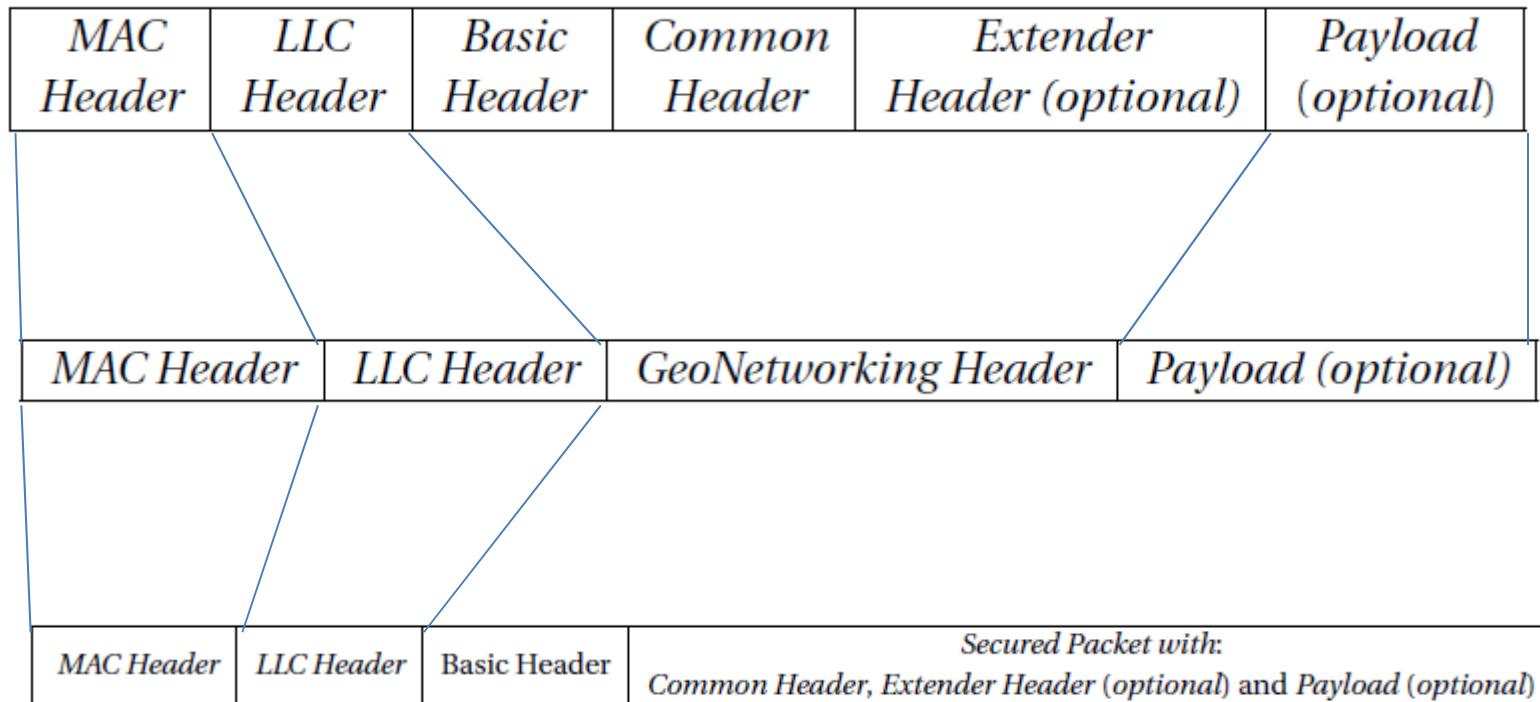 MAC Header
LLC Header
Basic Header
Common Header
Extender Header (optional)
Payload (optional)
MAC Header
LLC Header
GeoNetworking Header
Payload (optional)
MAC Header
LLC Header
Basic Header
Secured Packet with:
Common Header, Extender Header (optional) and Payload (optional)